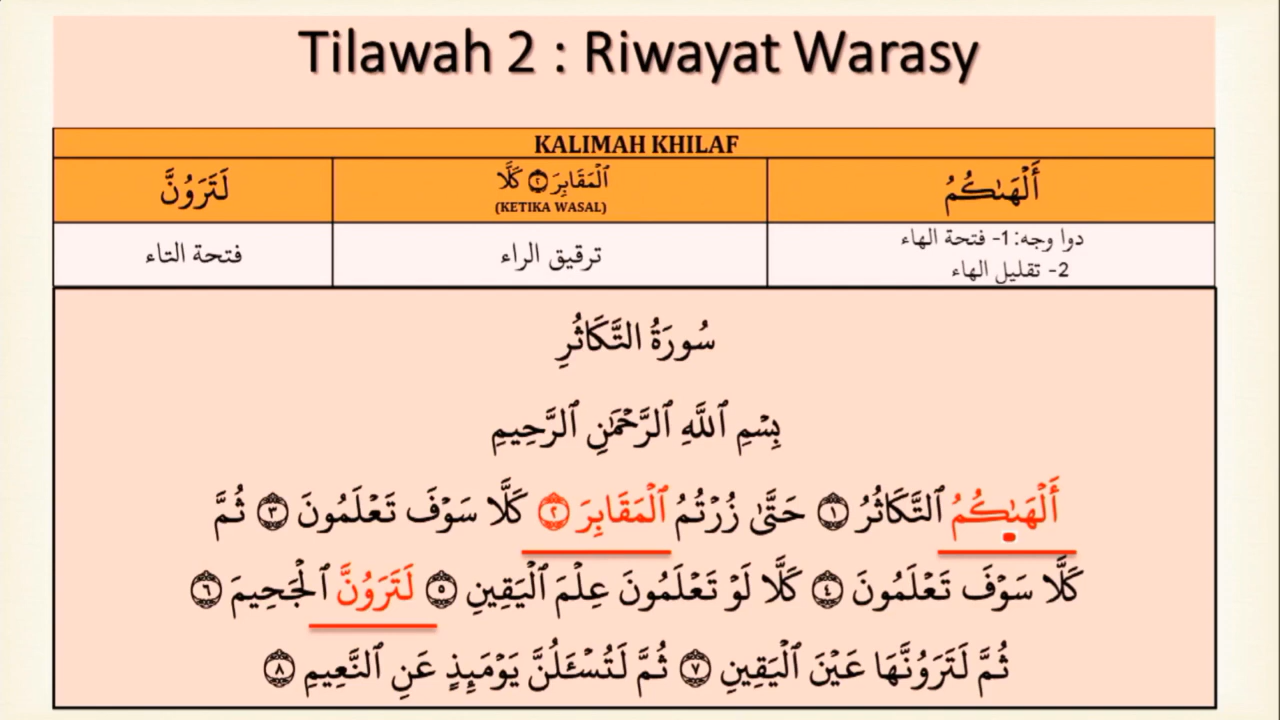 Tilawah 2 : Riwayat Warasy
KALIMAH KHILAF
أَلْهَىٰكُمُ
ٱلْمَقَابِرَ ٢ كَلَّا
(KETIKA WASAL)
لَتَرَوُنَّ
دوا وجه: 1- فتحة الهاء
2- تقليل الهاء
ترقيق الراء
فتحة التاء
سُورَةُ التَّكَاثُرِ
بِسْمِ ٱللَّهِ ٱلرَّحْمَٰنِ ٱلرَّحِيمِ
أَلْهَىٰكُمُ ٱلتَّكَاثُرُ ١ حَتَّىٰ زُرْتُمُ ٱلْمَقَابِرَ ٢ كَلَّا سَوْفَ تَعْلَمُونَ ٣ ثُمَّ
كَلَّا سَوْفَ تَعْلَمُونَ ٤ كَلَّا لَوْ تَعْلَمُونَ عِلْمَ ٱلْيَقِينِ ٥ لَتَرَوُنَّ ٱلْجَحِيمَ ٦
ثُمَّ لَتَرَوُنَّهَا عَيْنَ ٱلْيَقِينِ ٧ ثُمَّ لَتُسْـَٔلُنَّ يَوْمَئِذٍ عَنِ ٱلنَّعِيمِ ٨